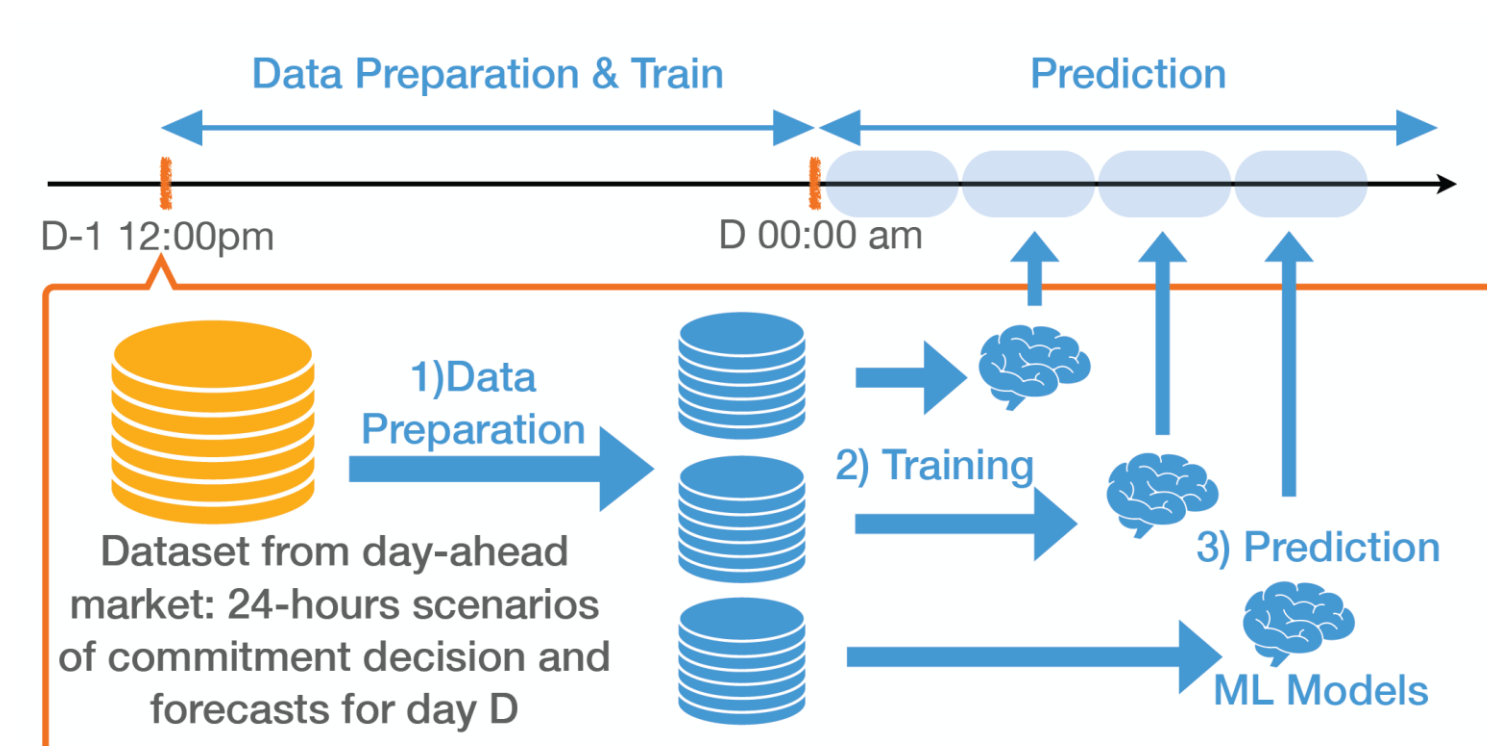 Data Preparation & Train
Prediction
D-1 12:00pm
D 00:00 am
1)Data
Preparation
2) Training
3) Prediction
ML Models
Dataset from day-ahead
market: 24-hours scenarios
of commitment decision and
forecasts for day D